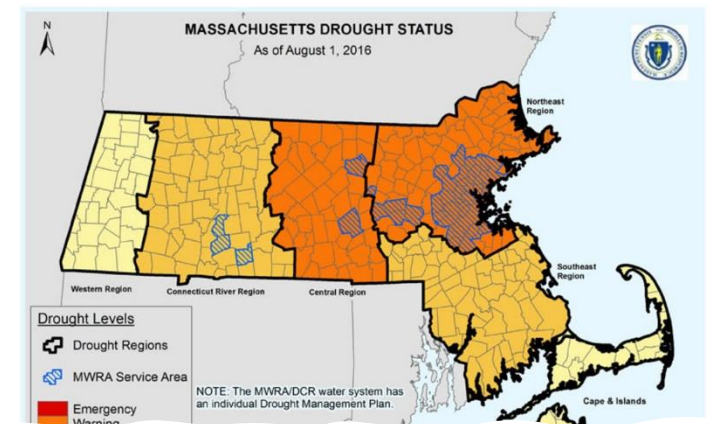 N
MASSACHUSETTS DROUGHT STATUS
As of August 1, 2016
Northeast
Region
Southeast
Region
Western Region
Connecticut River Region
Central Region
Cape & Islands
Drought Levels
Drought Regions
MWRA Service Area
Emergency
Warning
NOTE: The MWRA/DCR water system has
an individual Drought Management Plan.